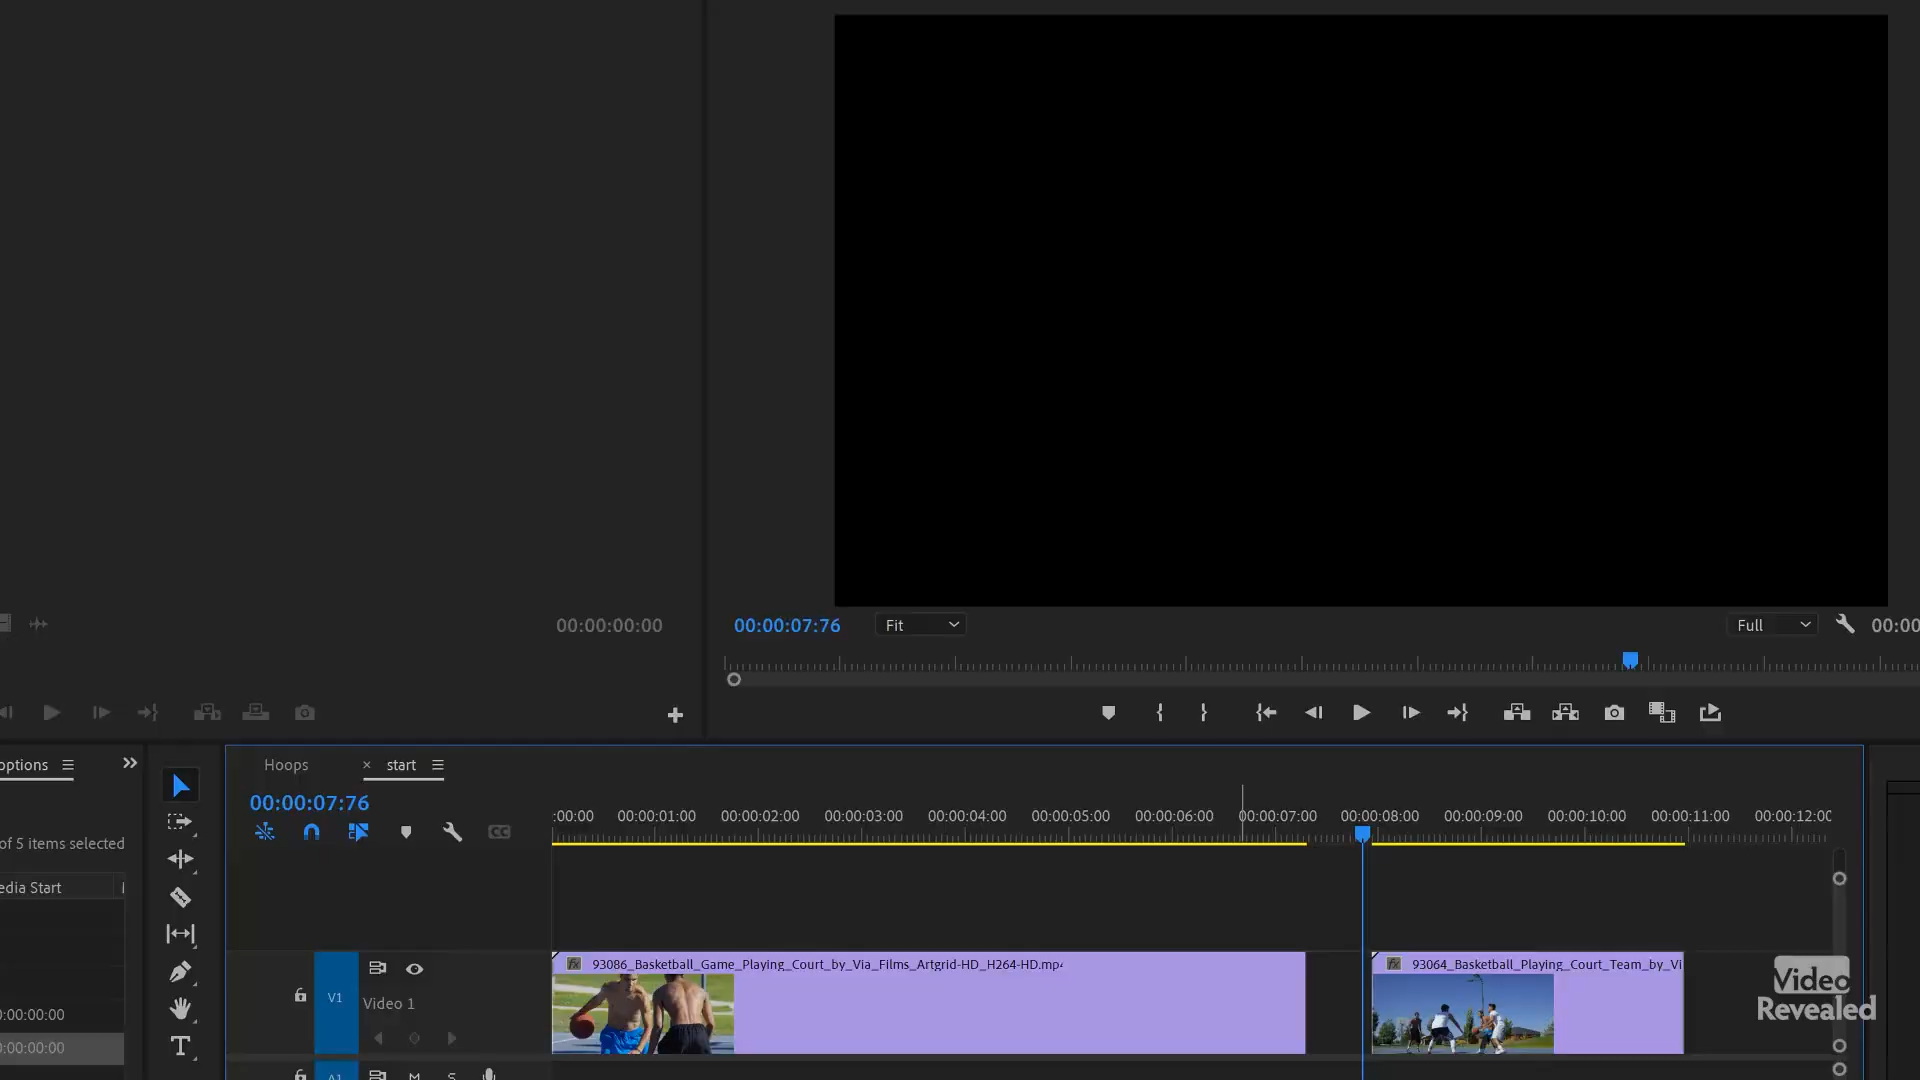 00:00:00:00
00:00:07:76
Fit
Full
00:00
options
Hoops
start
00:00:07:76
:00:00
00:00:01:00
00:00:02:00
00:00:03:00
00:00:04:00
00:00:05:00
00:00:06:00
00:00:07:00
00:00:08:00
00:00:09:00
00:00:10:00
00:00:11:00
00:00:12:00
CC
of 5 items selected
edia Start
fx 93086_Basketball_Game_Playing_Court_by_Via_Films_Artgrid-HD_H264-HD.mp4
fx 93064_Basketball_Playing_Court_Team_by_Vi
V1
Video 1
0:00:00:00
0:00:00:00
T
A1
M
S
Video
Revealed